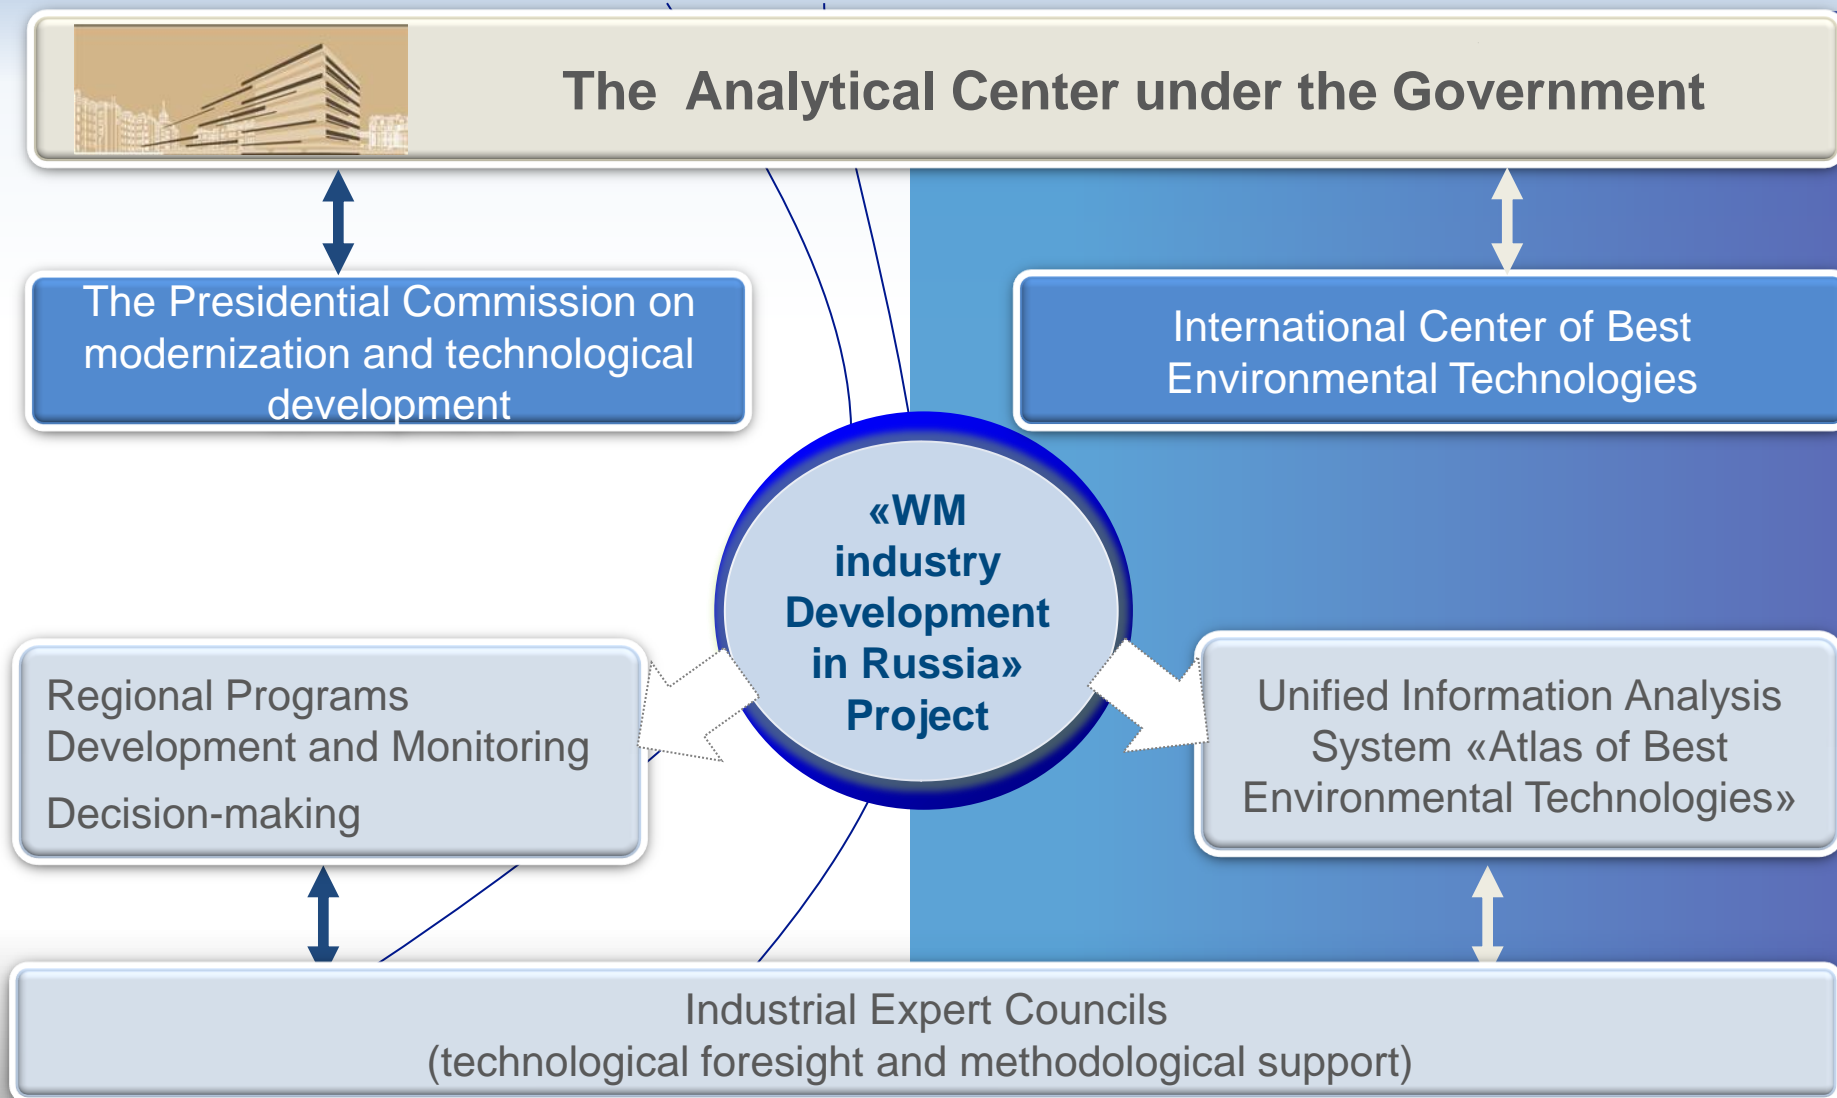 The Analytical Center under the Government
The Presidential Commission on
modernization and technological
development
International Center of Best
Environmental Technologies
«WM
industry
Development
in Russia»
Project
Regional Programs
Development and Monitoring
Decision-making
Unified Information Analysis
System «Atlas of Best
Environmental Technologies»
Industrial Expert Councils
(technological foresight and methodological support)